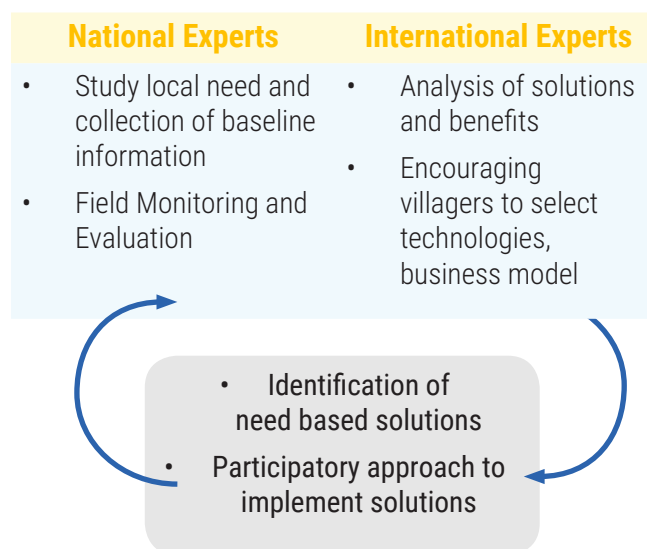 National Experts
• Study local need and
collection of baseline
information
• Field Monitoring and
Evaluation
International Experts
• Analysis of solutions
and benefits
• Encouraging
villagers to select
technologies,
business model
• Identification of
need based solutions
• Participatory approach to
implement solutions